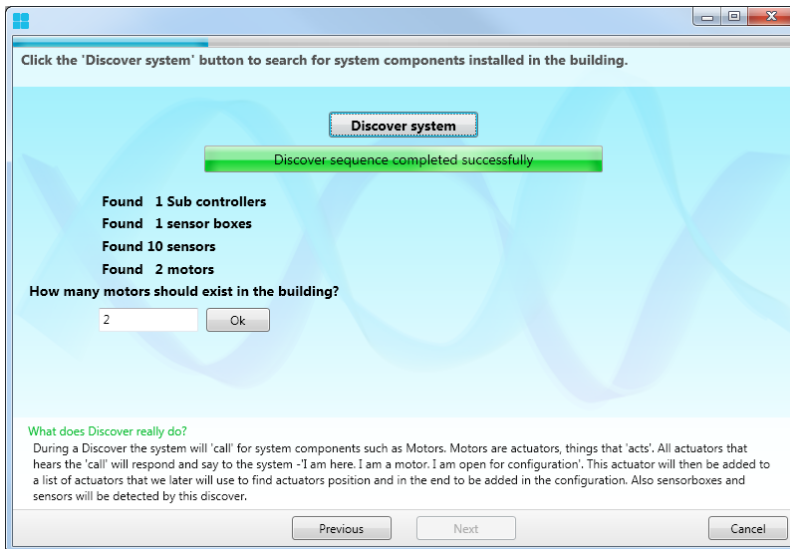 Click the 'Discover system' button to search for system components installed in the building.
Discover system
Discover sequence completed successfully
Found 1 Sub controllers
Found 1 sensor boxes
Found 10 sensors
Found 2 motors
How many motors should exist in the building?
2 Ok
What does Discover really do?
During a Discover the system will 'call' for system components such as Motors. Motors are actuators, things that 'acts'. All actuators that
hears the 'call' will respond and say to the system -'I am here. I am a motor. I am open for configuration'. This actuator will then be added to
a list of actuators that we later will use to find actuators position and in the end to be added in the configuration. Also sensorboxes and
sensors will be detected by this discover.
Previous Next Cancel